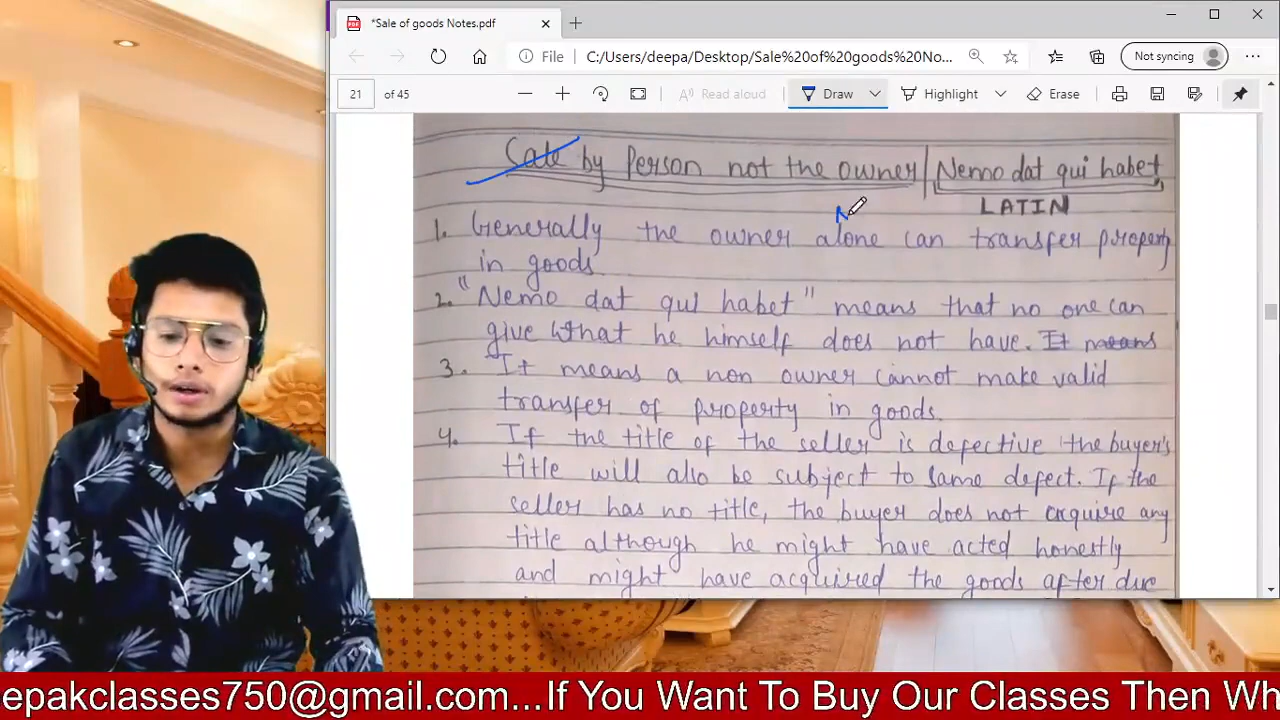 *Sale of goods Notes.pdf
File C:/Users/deepa/Desktop/Sale%20of%20goods%20No... Not syncing
21 of 45 Read aloud Draw Highlight Erase
Sale by Person not the owner | Nemo dat qui habet
LATIN
N
1. Generally the owner alone can transfer property
in goods
2. "Nemo dat qui habet" means that no one can
give what he himself does not have. It means
3. It means a non owner cannot make valid
transfer of property in goods.
4. If the title of the seller is defective the buyer's
title will also be subject to same defect. If the
seller has no title, the buyer does not acquire any
title although he might have acted honestly
and might have acquired the goods after due
epakclasses750@gmail.com...If You Want To Buy Our Classes Then Wh